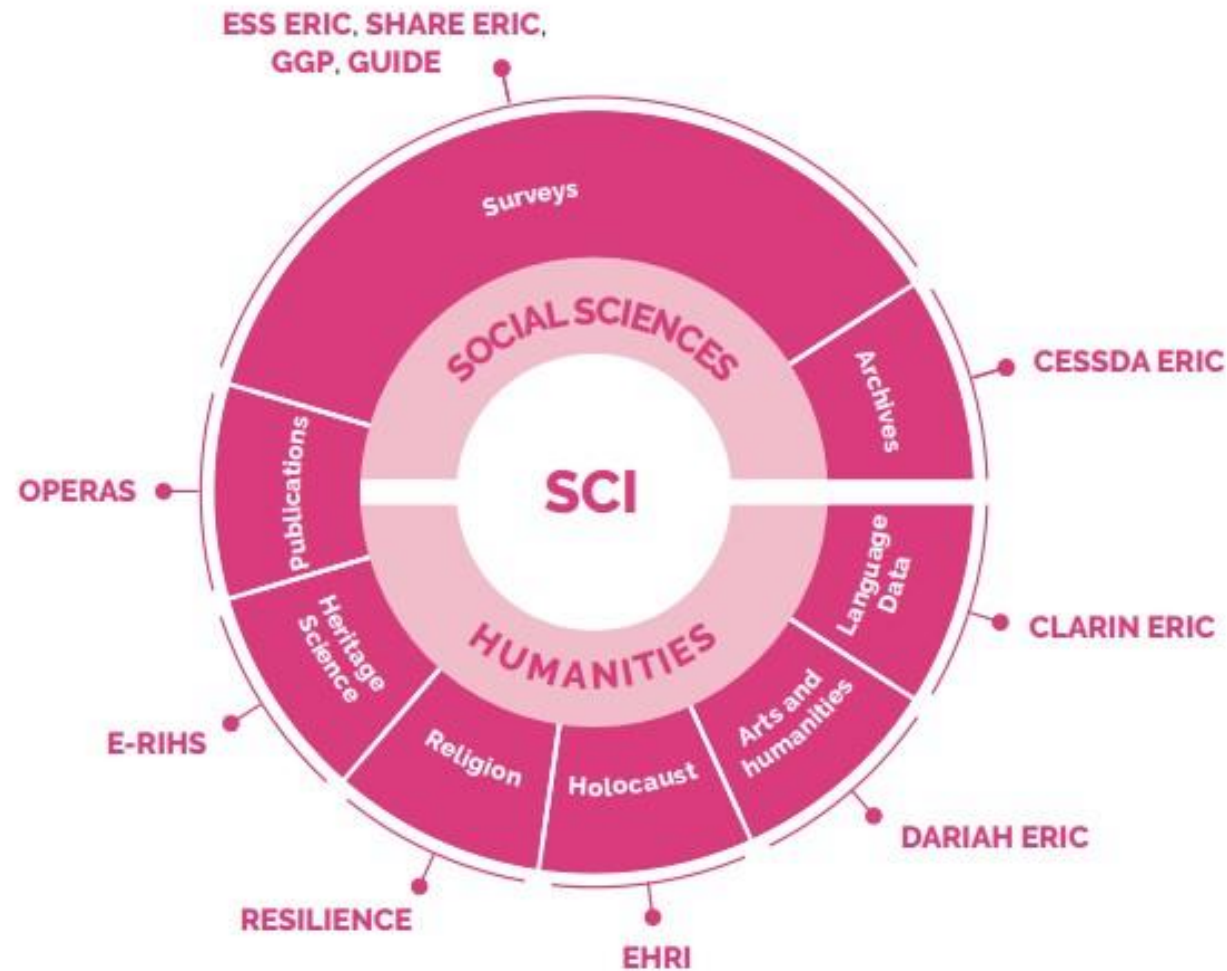 ESS ERIC, SHARE ERIC,
GGP, GUIDE
Surveys
SOCIAL SCIENCES
Archives
CESSDA ERIC
Publications
OPERAS
SCI
Language
Data
CLARIN ERIC
HUMANITIES
Heritage
Science
E-RIHS
Religion
RESILIENCE
Holocaust
EHRI
Arts and
humanities
DARIAH ERIC